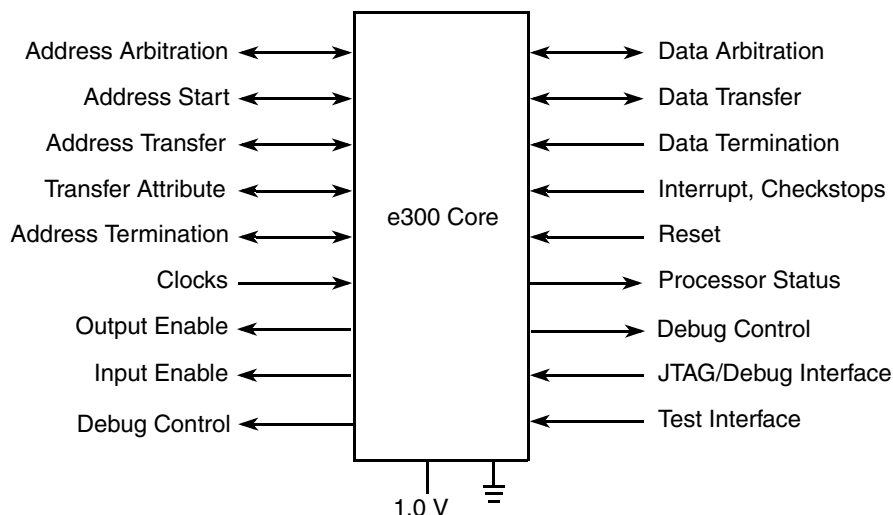 Address Arbitration
Address Start
Address Transfer
Transfer Attribute
Address Termination
Clocks
Output Enable
Input Enable
Debug Control
e300 Core
Data Arbitration
Data Transfer
Data Termination
Interrupt, Checkstops
Reset
Processor Status
Debug Control
JTAG/Debug Interface
Test Interface
1.0 V